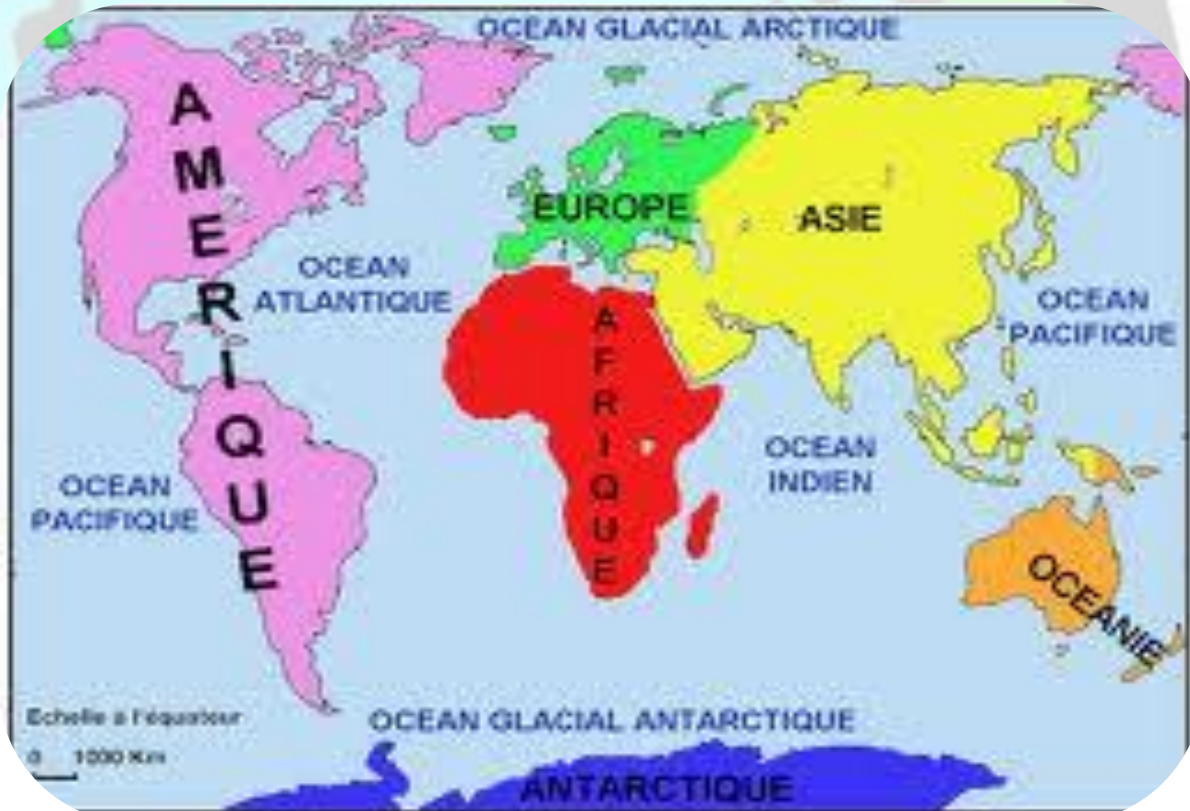 OCEAN GLACIAL ARCTIQUE
AMERIQUE
EUROPE
ASIE
OCEAN
ATLANTIQUE
OCEAN
PACIFIQUE
AFRIQUE
OCEAN
INDIEN
OCEAN
PACIFIQUE
OCEANIE
Echelle a l'équateur
0 1000 Km
OCEAN GLACIAL ANTARCTIQUE
ANTARCTIQUE